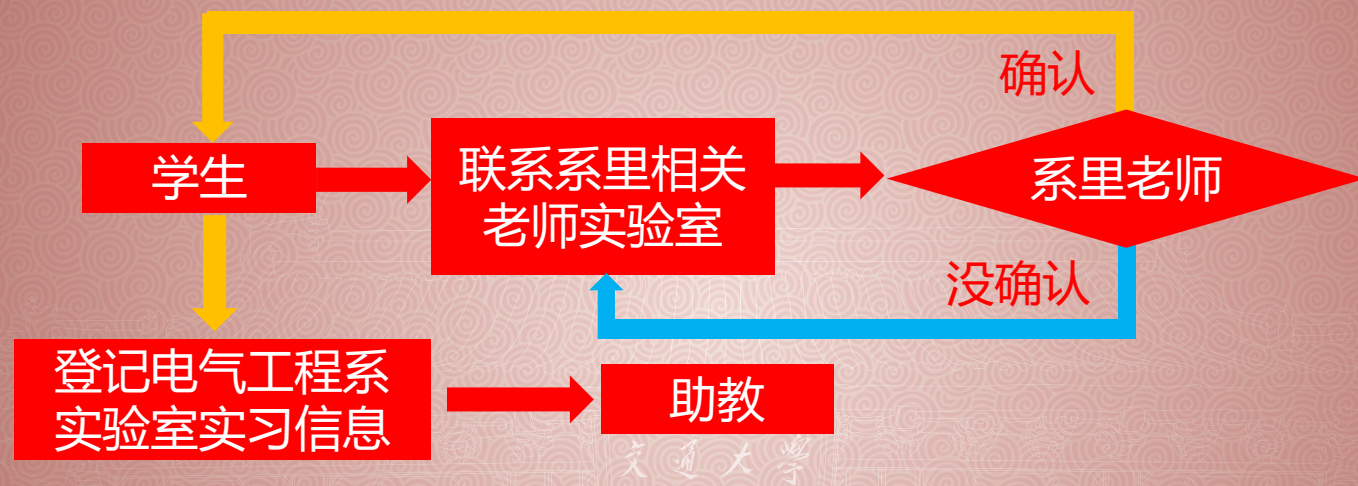 确认
学生
联系系里相关
老师实验室
系里老师
没确认
登记电气工程系
实验室实习信息
助教
交通大學